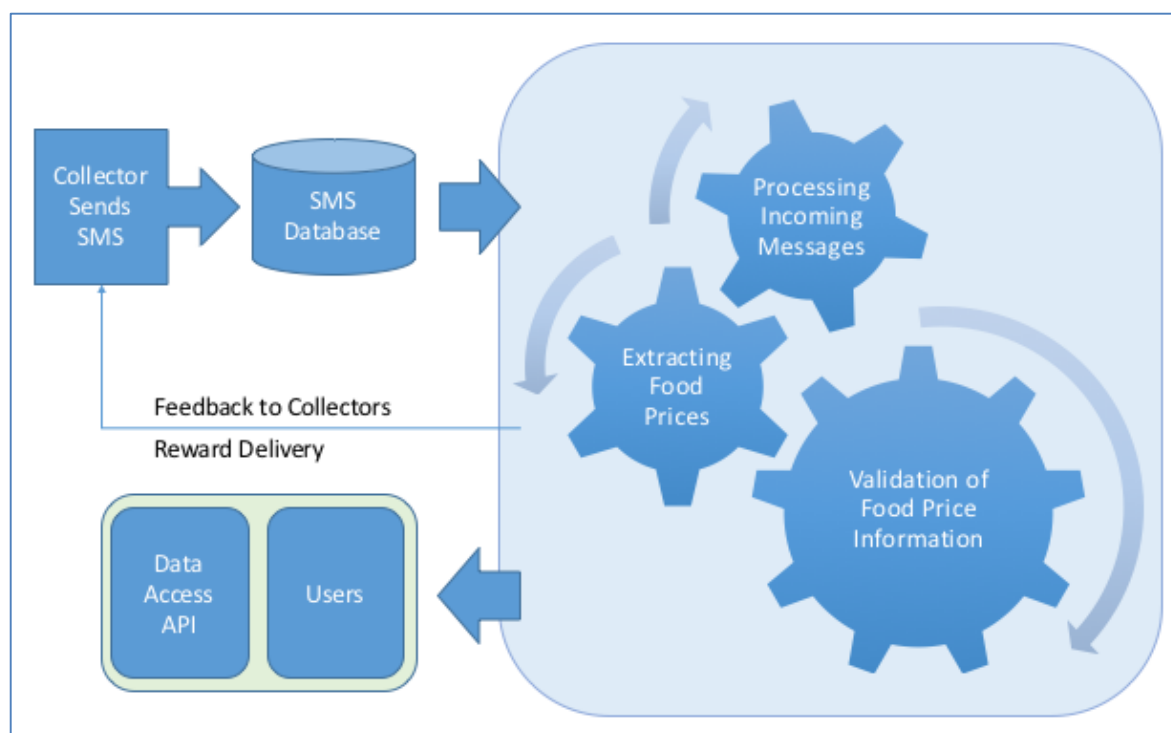 Collector
Sends
SMS
SMS
Database
Processing
Incoming
Messages
Extracting
Food
Prices
Validation of
Food Price
Information
Feedback to Collectors
Reward Delivery
Data
Access
API
Users